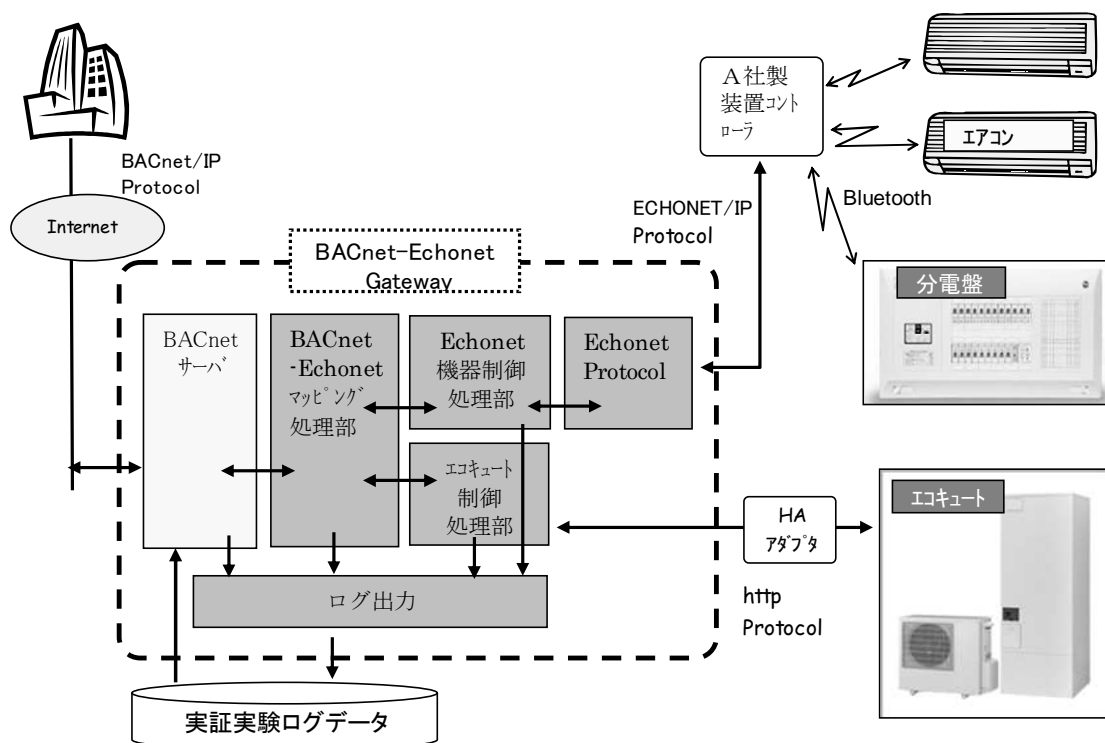 BACnet/IP
Protocol
Internet
BACnet-Echonet
Gateway
BACnet
サーバ
BACnet
-Echonet
マッピング
処理部
Echonet
機器制御
処理部
Echonet
Protocol
エコキュート
制御
処理部
ログ出力
実証実験ログデータ
A社製
装置コント
ローラ
ECHONET/IP
Protocol
エアコン
Bluetooth
分電盤
HA
アダプタ
http
Protocol
エコキュート